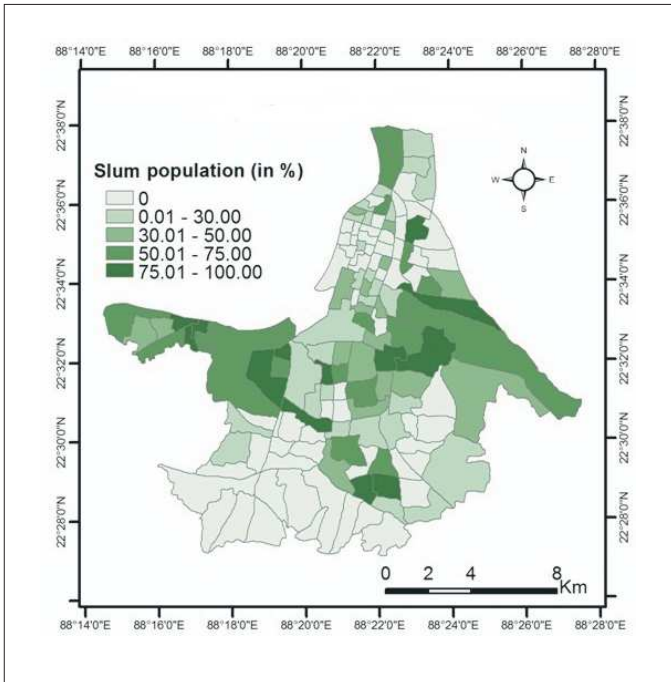 88°14'0"E 88°16'0"E 88°18'0"E 88°20'0"E 88°22'0"E 88°24'0"E 88°26'0"E 88°28'0"E
22°38'0"N
22°36'0"N
22°34'0"N
22°32'0"N
22°30'0"N
22°28'0"N
Slum population (in %)
0
0.01 - 30.00
30.01 - 50.00
50.01 - 75.00
75.01 - 100.00
N
W E
S
22°38'0"N
22°36'0"N
22°34'0"N
22°32'0"N
22°30'0"N
22°28'0"N
0 2 4 8
Km
88°14'0"E 88°16'0"E 88°18'0"E 88°20'0"E 88°22'0"E 88°24'0"E 88°26'0"E 88°28'0"E